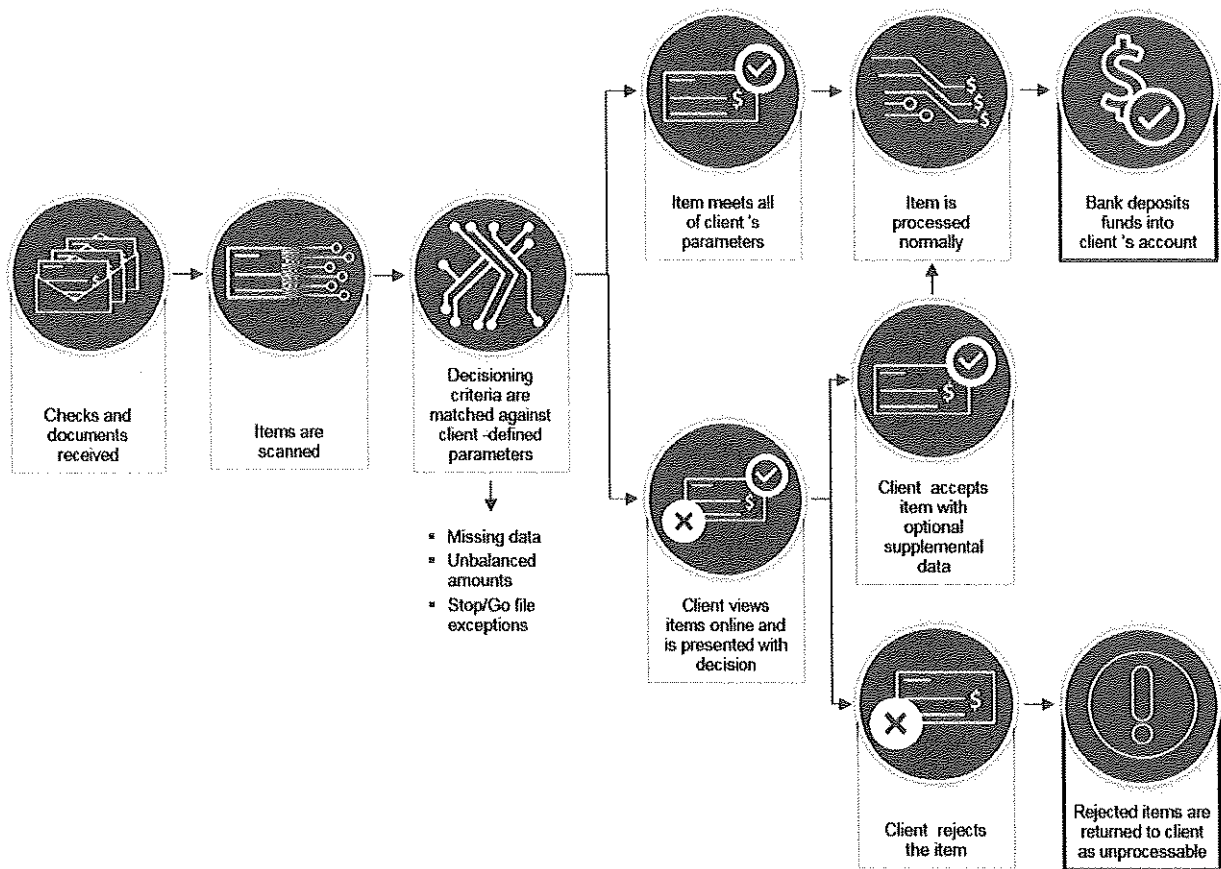 Checks and
documents
received
Items are
scanned
Decisioning
criteria are
matched against
client -defined
parameters
▪ Missing data
▪ Unbalanced
amounts
▪ Stop/Go file
exceptions
Item meets all
of client 's
parameters
Item is
processed
normally
Bank deposits
funds into
client 's account
Client views
items online and
is presented with
decision
Client accepts
item with
optional
supplemental
data
Client rejects
the item
Rejected items are
returned to client
as unprocessable